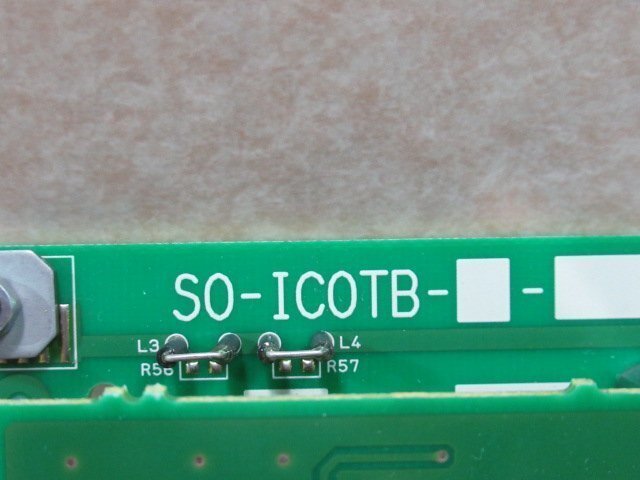 SO-ICOTB- -
L3 L4
R56 R57